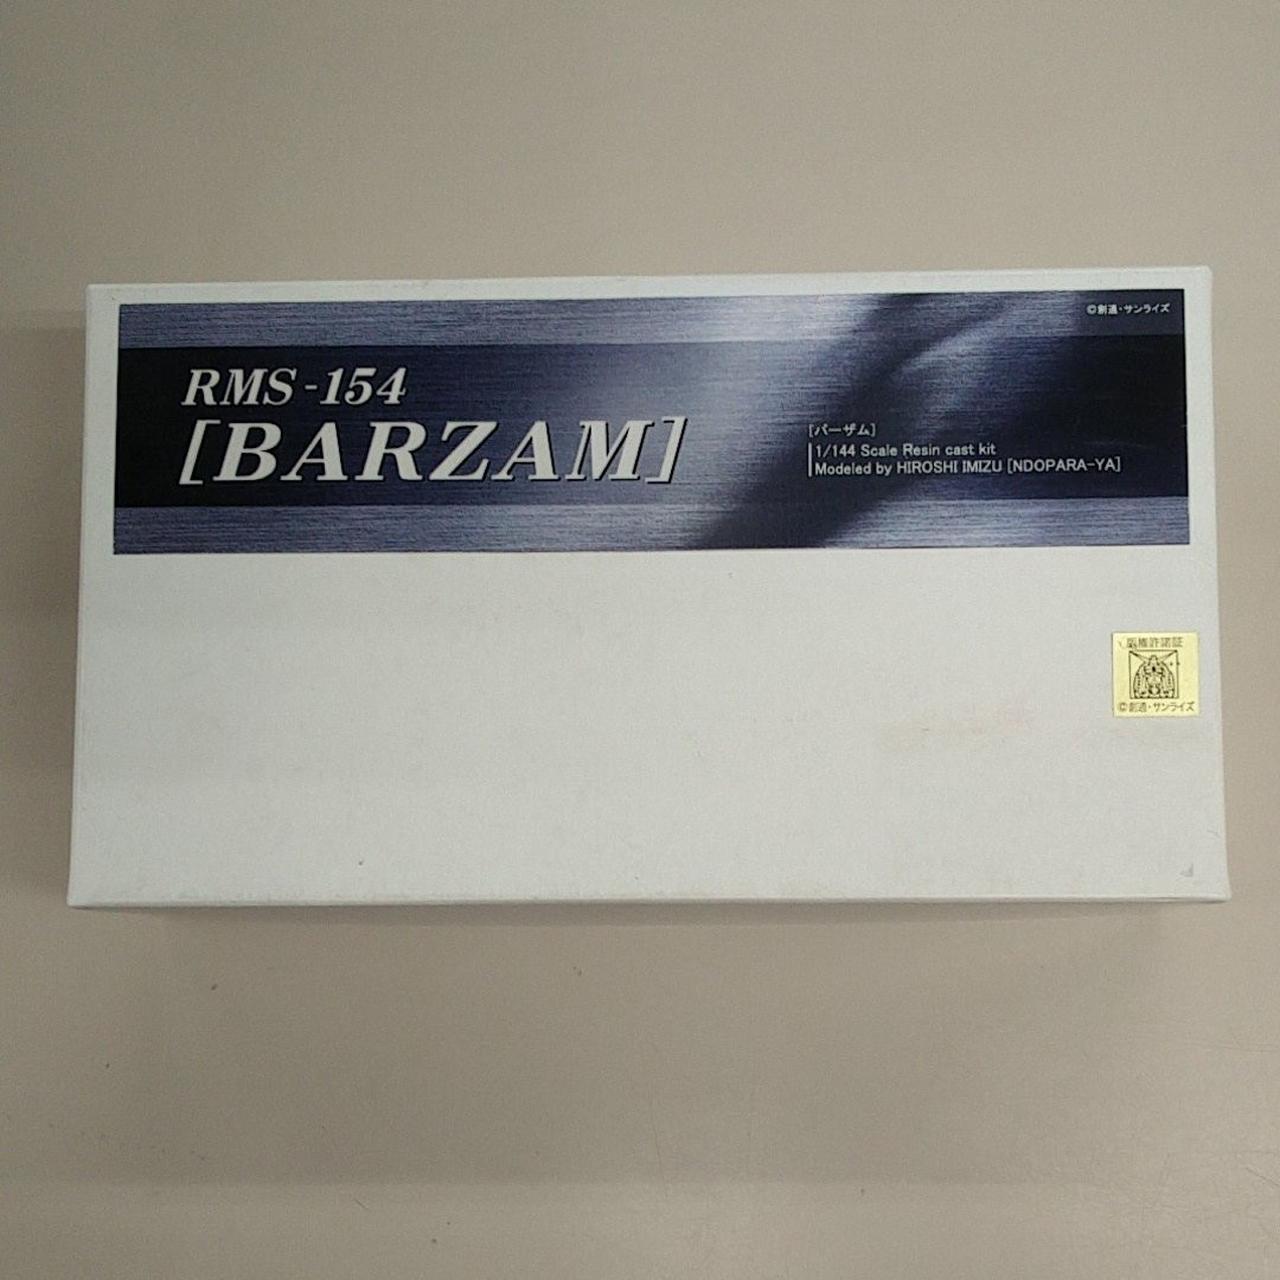 ©創通・サンライズ
RMS-154
[BARZAM]
[バーザム]
1/144 Scale Resin cast kit
Modeled by HIROSHI IMIZU [NDOPARA-YA]
版権許諾証
©創通・サンライズ